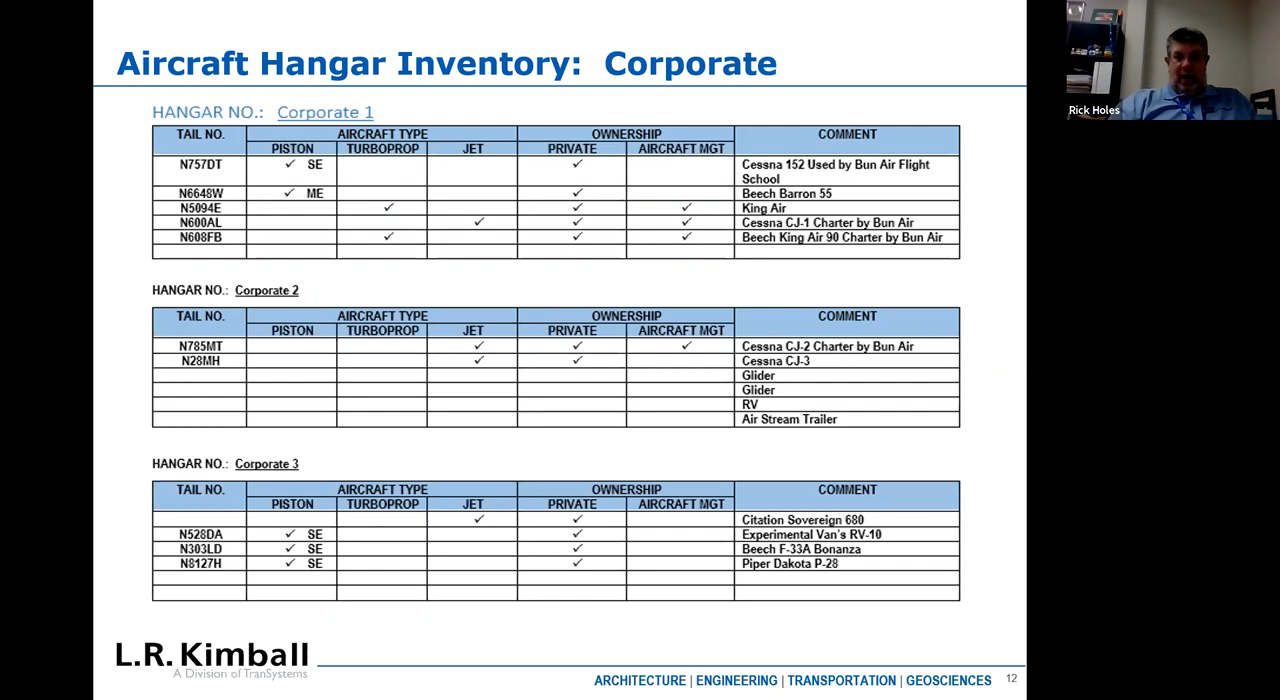 Aircraft Hangar Inventory: Corporate
Rick Holes
HANGAR NO.: Corporate 1
TAIL NO. AIRCRAFT TYPE OWNERSHIP COMMENT
PISTON TURBOPROP JET PRIVATE AIRCRAFT MGT
N757DT ✓ SE ✓ Cessna 152 Used by Bun Air Flight
School
N6648W ✓ ME ✓ Beech Barron 55
N5094E ✓ ✓ ✓ King Air
N600AL ✓ ✓ ✓ Cessna CJ-1 Charter by Bun Air
N608FB ✓ ✓ ✓ Beech King Air 90 Charter by Bun Air
HANGAR NO.: Corporate 2
TAIL NO. AIRCRAFT TYPE OWNERSHIP COMMENT
PISTON TURBOPROP JET PRIVATE AIRCRAFT MGT
N785MT ✓ ✓ ✓ Cessna CJ-2 Charter by Bun Air
N28MH ✓ ✓ Cessna CJ-3
Glider
Glider
RV
Air Stream Trailer
HANGAR NO.: Corporate 3
TAIL NO. AIRCRAFT TYPE OWNERSHIP COMMENT
PISTON TURBOPROP JET PRIVATE AIRCRAFT MGT
✓ ✓ Citation Sovereign 680
N528DA ✓ SE ✓ Experimental Van's RV-10
N303LD ✓ SE ✓ Beech F-33A Bonanza
N8127H ✓ SE ✓ Piper Dakota P-28
L.R. Kimball
A Division of TranSystems
ARCHITECTURE | ENGINEERING | TRANSPORTATION | GEOSCIENCES 12